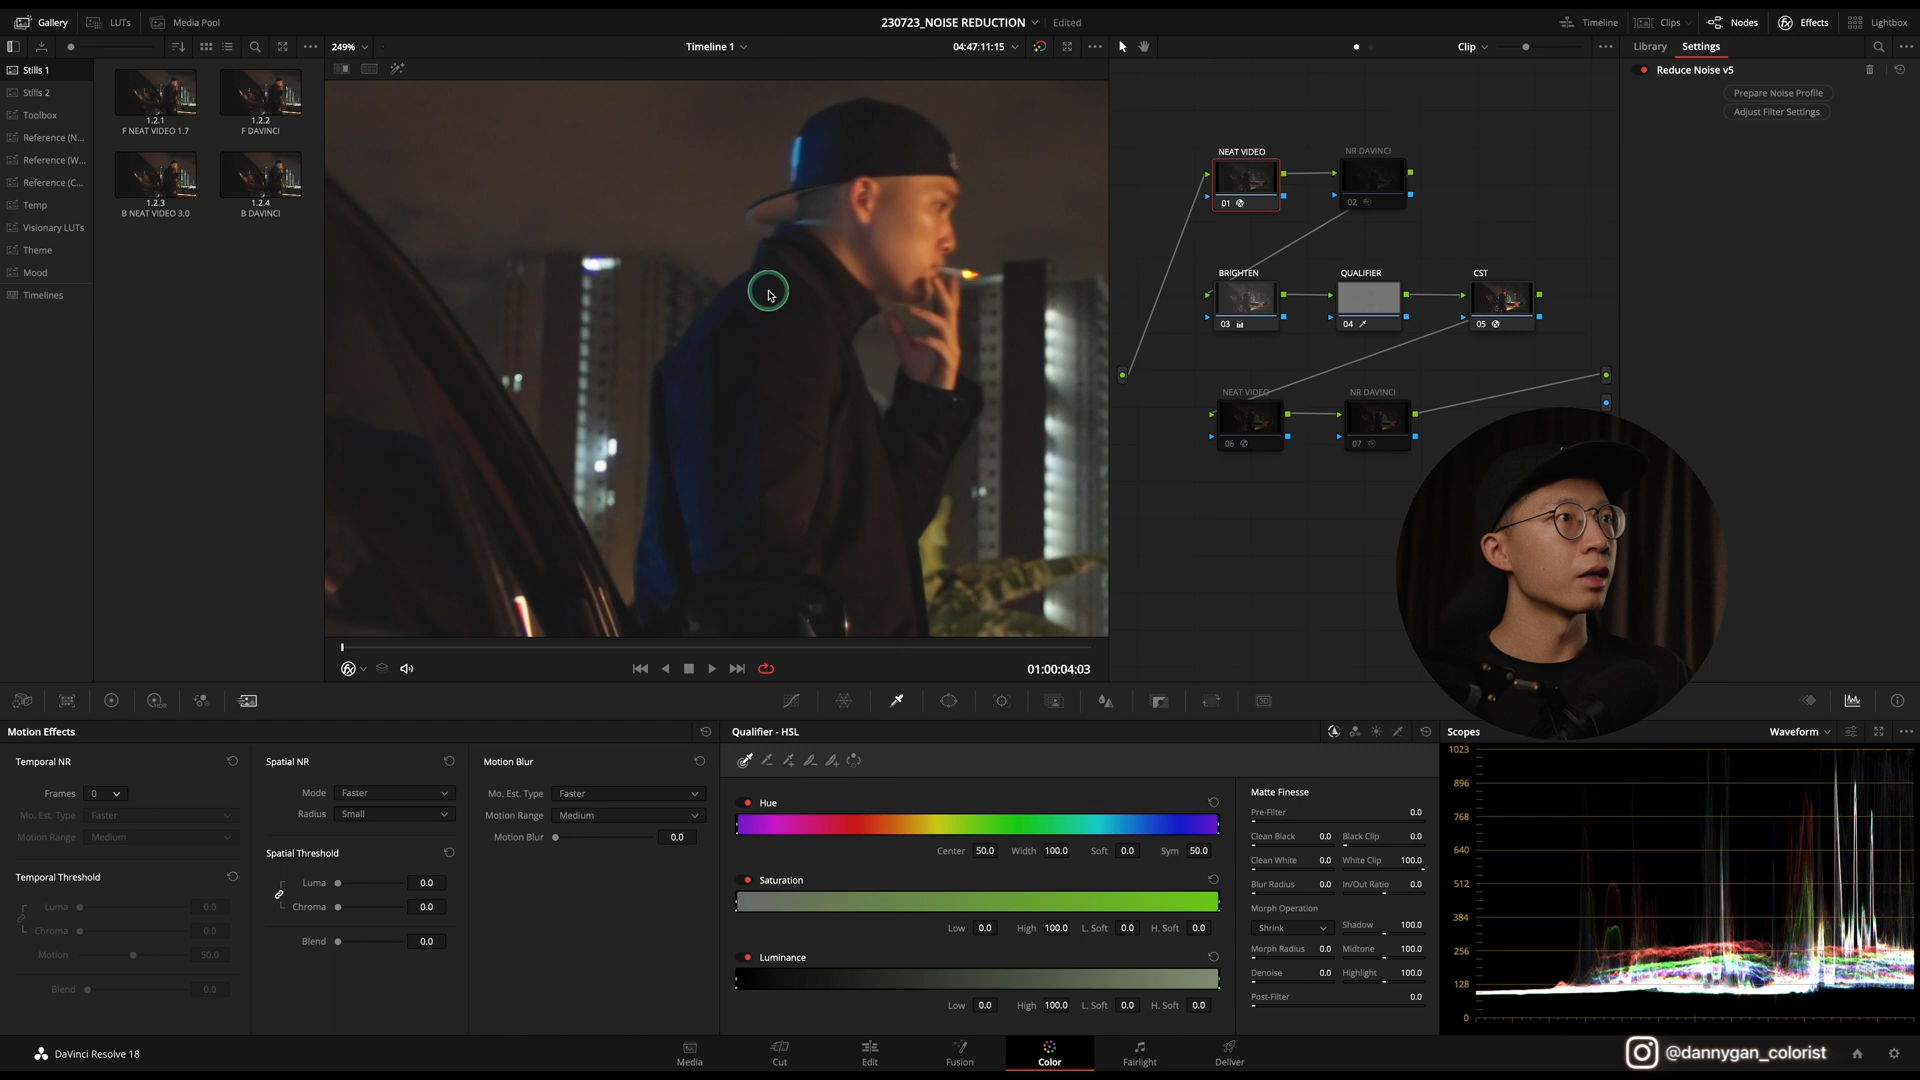 Gallery LUTs Media Pool 230723_NOISE REDUCTION Edited Timeline Clips Nodes Effects Lightbox
249% Timeline 1 04:47:11:15 Clip Library Settings
Stills 1
Stills 2
Toolbox
Reference (N...
Reference (W...
Reference (C...
Temp
Visionary LUTs
Theme
Mood
Timelines
1.2.1
F NEAT VIDEO 1.7
1.2.2
F DAVINCI
1.2.3
B NEAT VIDEO 3.0
1.2.4
B DAVINCI
01:00:04:03
NEAT VIDEO
01
NR DAVINCI
02
BRIGHTEN
03
QUALIFIER
04
CST
05
NEAT VIDEO
06
NR DAVINCI
07
Reduce Noise v5
Prepare Noise Profile
Adjust Filter Settings
HDR
3D
Motion Effects
Temporal NR
Frames 0
Mo. Est. Type Faster
Motion Range Medium
Temporal Threshold
Luma 0.0
Chroma 0.0
Motion 50.0
Blend 0.0
Spatial NR
Mode Faster
Radius Small
Spatial Threshold
Luma 0.0
Chroma 0.0
Blend 0.0
Motion Blur
Mo. Est. Type Faster
Motion Range Medium
Motion Blur 0.0
Qualifier - HSL
Hue
Center 50.0 Width 100.0 Soft 0.0 Sym 50.0
Saturation
Low 0.0 High 100.0 L. Soft 0.0 H. Soft 0.0
Luminance
Low 0.0 High 100.0 L. Soft 0.0 H. Soft 0.0
Matte Finesse
Pre-Filter 0.0
Clean Black 0.0 Black Clip 0.0
Clean White 0.0 White Clip 100.0
Blur Radius 0.0 In/Out Ratio 0.0
Morph Operation
Shrink Shadow 100.0
Morph Radius 0.0 Midtone 100.0
Denoise 0.0 Highlight 100.0
Post-Filter 0.0
Scopes Waveform
1023
896
768
640
512
384
256
128
0
DaVinci Resolve 18 Media Cut Edit Fusion Color Fairlight Deliver
@dannygan_colorist